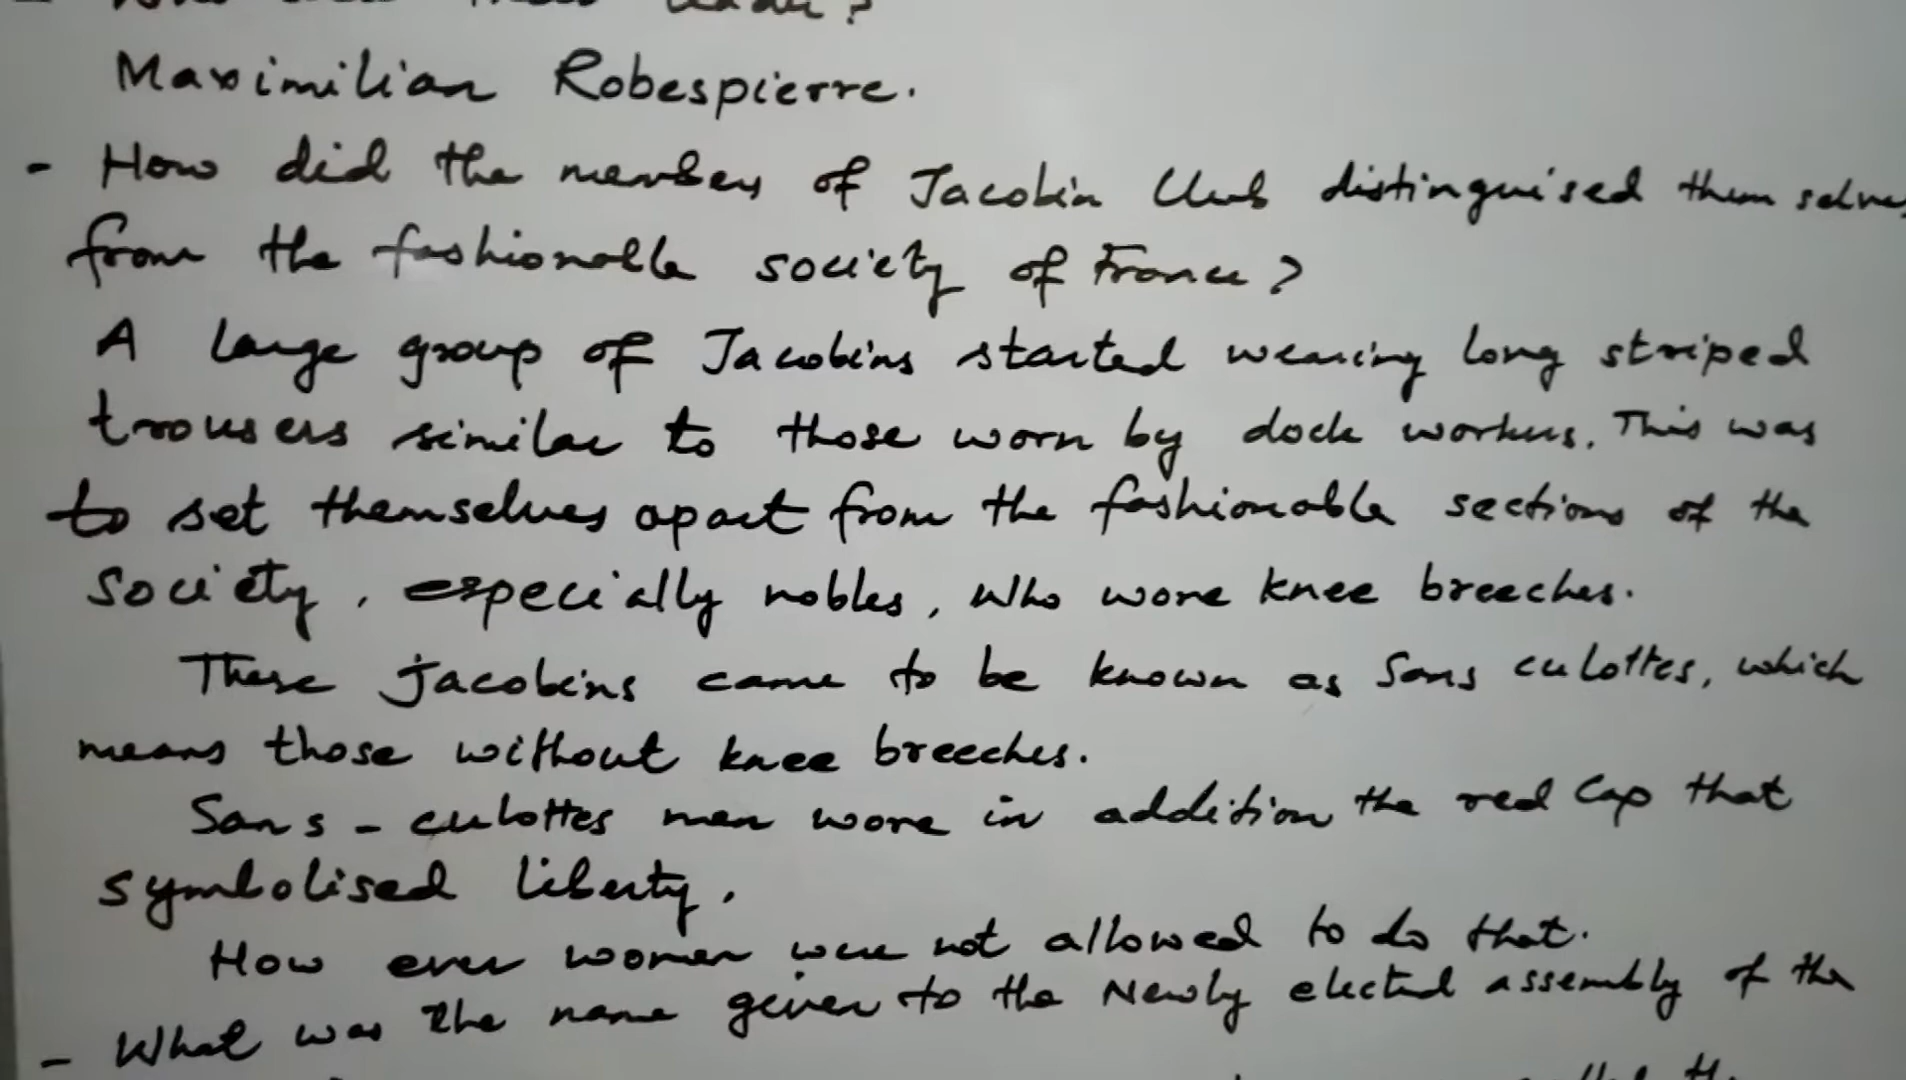 leader?
Maximilian Robespierre.
- How did the members of Jacobin Club distinguised them selves
from the fashionable society of France?
A large group of Jacobins started wearing long striped
trousers similar to those worn by dock workers. This was
to set themselves apart from the fashionable sections of the
society, especially nobles, who wore knee breeches.
These jacobins came to be known as Sans culottes, which
means those without knee breeches.
Sans-culottes men wore in addition the red Cap that
symbolised liberty.
How ever women were not allowed to do that.
- What was the name given to the Newly elected assembly of the